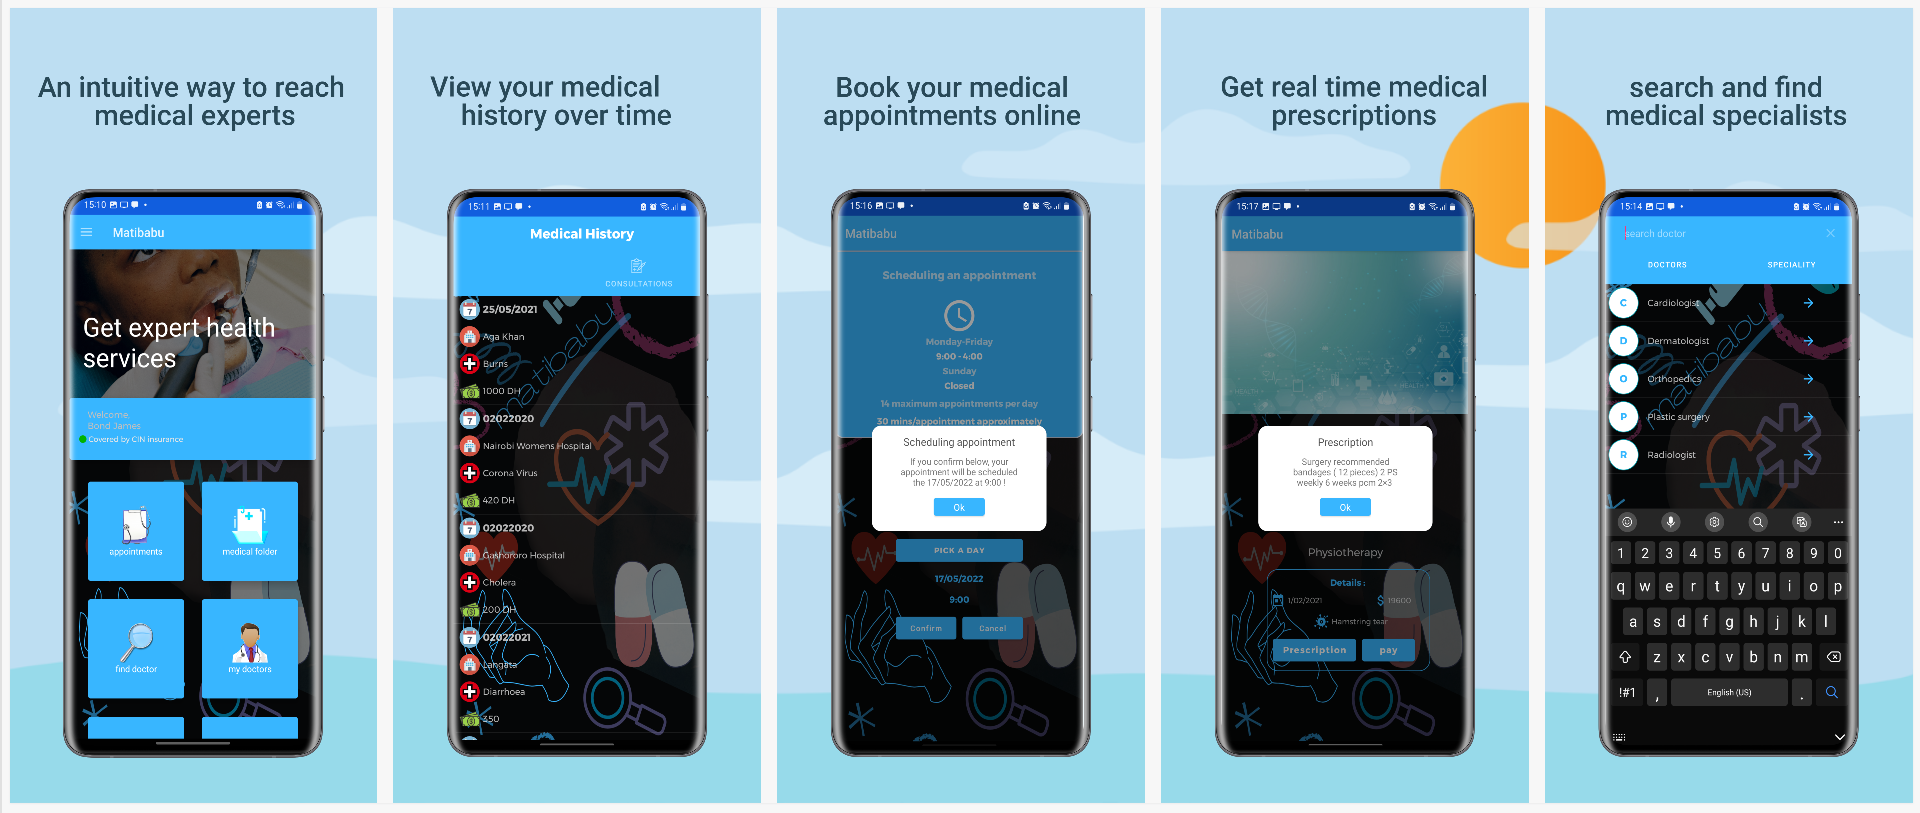 An intuitive way to reach
medical experts
15:10
Matibabu
Get expert health
services
Welcome,
Bond James
Covered by CIN insurance
appointments
medical folder
find doctor
my doctors
View your medical
history over time
15:11
Medical History
CONSULTATIONS
25/05/2021
Aga Khan
Burns
1000 DH
02022020
Nairobi Womens Hospital
Corona Virus
420 DH
02022020
Gashororo Hospital
Cholera
200 DH
02022021
Langata
Diarrhoea
350
matibabu
Book your medical
appointments online
15:16
Matibabu
Scheduling an appointment
Monday-Friday
9:00 - 4:00
Sunday
Closed
14 maximum appointments per day
30 mins/appointment approximately
Scheduling appointment
If you confirm below, your
appointment will be scheduled
the 17/05/2022 at 9:00 !
Ok
PICK A DAY
17/05/2022
9:00
Confirm
Cancel
Get real time medical
prescriptions
15:17
Matibabu
HEALTH
Prescription
Surgery recommended
bandages ( 12 pieces) 2 PS
weekly 6 weeks pom 2×3
Ok
Physiotherapy
Details :
1/02/2021
$ 19600
Hamstring tear
Prescription
pay
search and find
medical specialists
15:14
search doctor
DOCTORS
SPECIALITY
C Cardiologist
D Dermatologist
O Orthopedics
P Plastic surgery
R Radiologist
matibabu
1 2 3 4 5 6 7 8 9 0
q w e r t y u i o p
a s d f g h j k l
z x c v b n m
!#1 , English (US) .